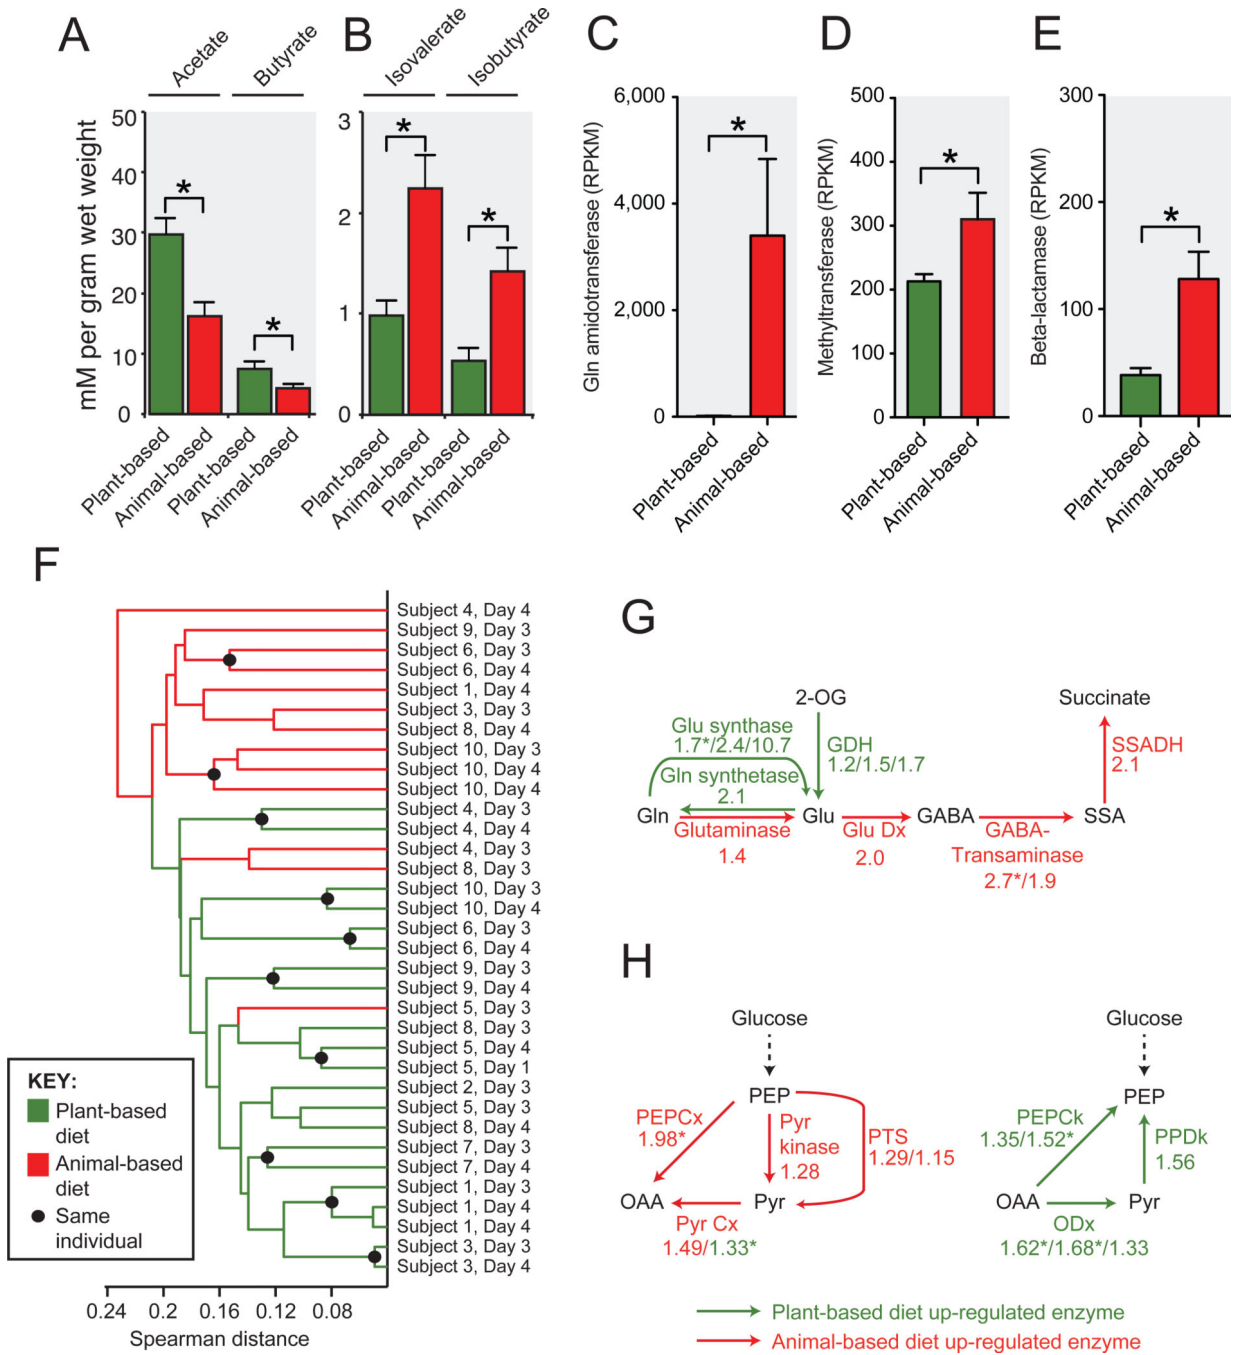 A
B
C
D
E
Acetate
Butyrate
Isovalerate
Isobutyrate
mM per gram wet weight
50
40
30
20
10
0
*
*
Plant-based
Animal-based
Plant-based
Animal-based
3
2
1
0
*
*
Plant-based
Animal-based
Plant-based
Animal-based
Gln amidotransferase (RPKM)
6,000
4,000
2,000
0
*
Plant-based
Animal-based
Methyltransferase (RPKM)
500
400
300
200
100
0
*
Plant-based
Animal-based
Beta-lactamase (RPKM)
300
200
100
0
*
Plant-based
Animal-based
F
Subject 4, Day 4
Subject 9, Day 3
Subject 6, Day 3
Subject 6, Day 4
Subject 1, Day 4
Subject 3, Day 3
Subject 8, Day 4
Subject 10, Day 3
Subject 10, Day 4
Subject 10, Day 4
Subject 4, Day 3
Subject 4, Day 4
Subject 4, Day 3
Subject 8, Day 3
Subject 10, Day 3
Subject 10, Day 4
Subject 6, Day 3
Subject 6, Day 4
Subject 9, Day 3
Subject 9, Day 4
Subject 5, Day 3
Subject 8, Day 3
Subject 5, Day 4
Subject 5, Day 1
Subject 2, Day 3
Subject 5, Day 3
Subject 8, Day 4
Subject 7, Day 3
Subject 7, Day 4
Subject 1, Day 3
Subject 1, Day 4
Subject 1, Day 4
Subject 3, Day 3
Subject 3, Day 4
KEY:
Plant-based
diet
Animal-based
diet
Same
individual
0.24 0.2 0.16 0.12 0.08
Spearman distance
G
2-OG
Succinate
Glu synthase
1.7*/2.4/10.7
GDH
1.2/1.5/1.7
SSADH
2.1
Gln synthetase
2.1
Gln
Glu
GABA
SSA
Glutaminase
1.4
Glu Dx
2.0
GABA-
Transaminase
2.7*/1.9
H
Glucose
PEP
PEPCx
1.98*
Pyr
kinase
1.28
PTS
1.29/1.15
OAA
Pyr
Pyr Cx
1.49/1.33*
Glucose
PEP
PEPCk
1.35/1.52*
PPDk
1.56
OAA
Pyr
ODx
1.62*/1.68*/1.33
Plant-based diet up-regulated enzyme
Animal-based diet up-regulated enzyme